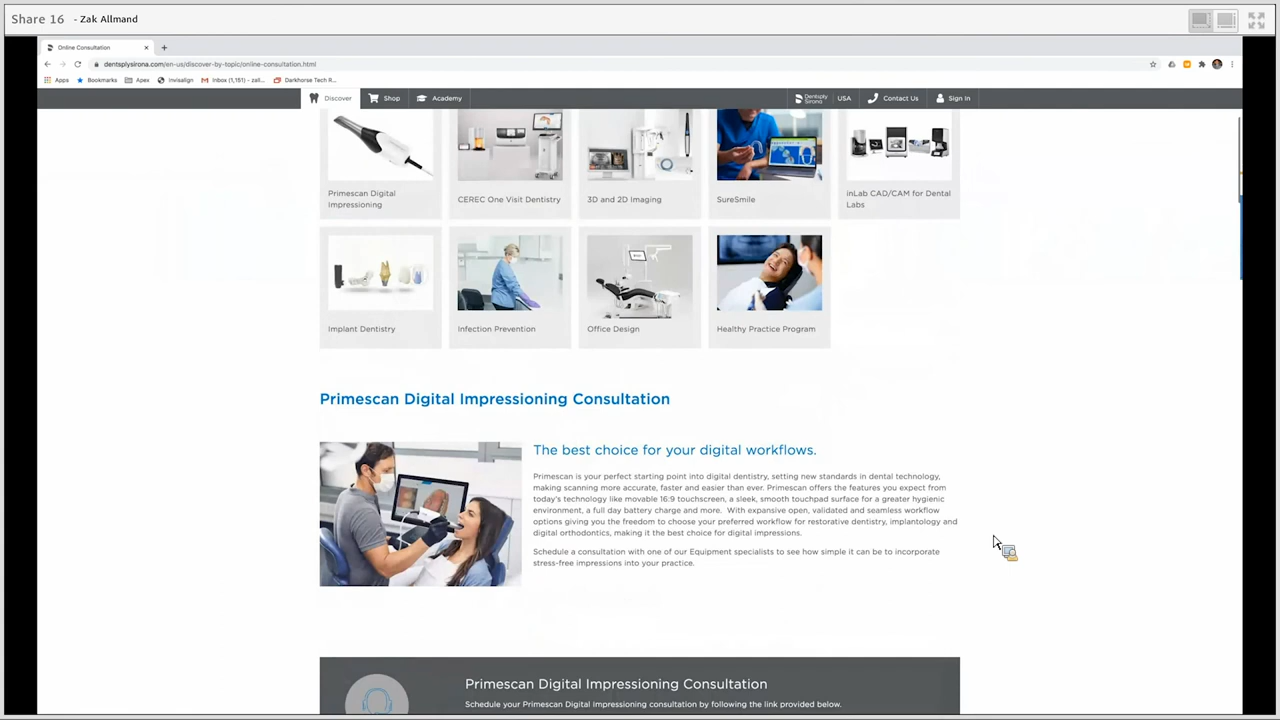 Share 16 - Zak Allmand
Online Consultation
dentsplysirona.com/en-us/discover-by-topic/online-consultation.html
Apps Bookmarks Apex Invisalign Inbox (1,151) - zall... Darkhorse Tech R...
Discover Shop Academy Dentsply Sirona USA Contact Us Sign In
Primescan Digital Impressioning
CEREC One Visit Dentistry
3D and 2D Imaging
SureSmile
inLab CAD/CAM for Dental Labs
Implant Dentistry
Infection Prevention
Office Design
Healthy Practice Program
Primescan Digital Impressioning Consultation
The best choice for your digital workflows.
Primescan is your perfect starting point into digital dentistry, setting new standards in dental technology,
making scanning more accurate, faster and easier than ever. Primescan offers the features you expect from
today's technology like movable 16:9 touchscreen, a sleek, smooth touchpad surface for a greater hygienic
environment, a full day battery charge and more. With expansive open, validated and seamless workflow
options giving you the freedom to choose your preferred workflow for restorative dentistry, implantology and
digital orthodontics, making it the best choice for digital impressions.
Schedule a consultation with one of our Equipment specialists to see how simple it can be to incorporate
stress-free impressions into your practice.
Primescan Digital Impressioning Consultation
Schedule your Primescan Digital Impressioning consultation by following the link provided below.